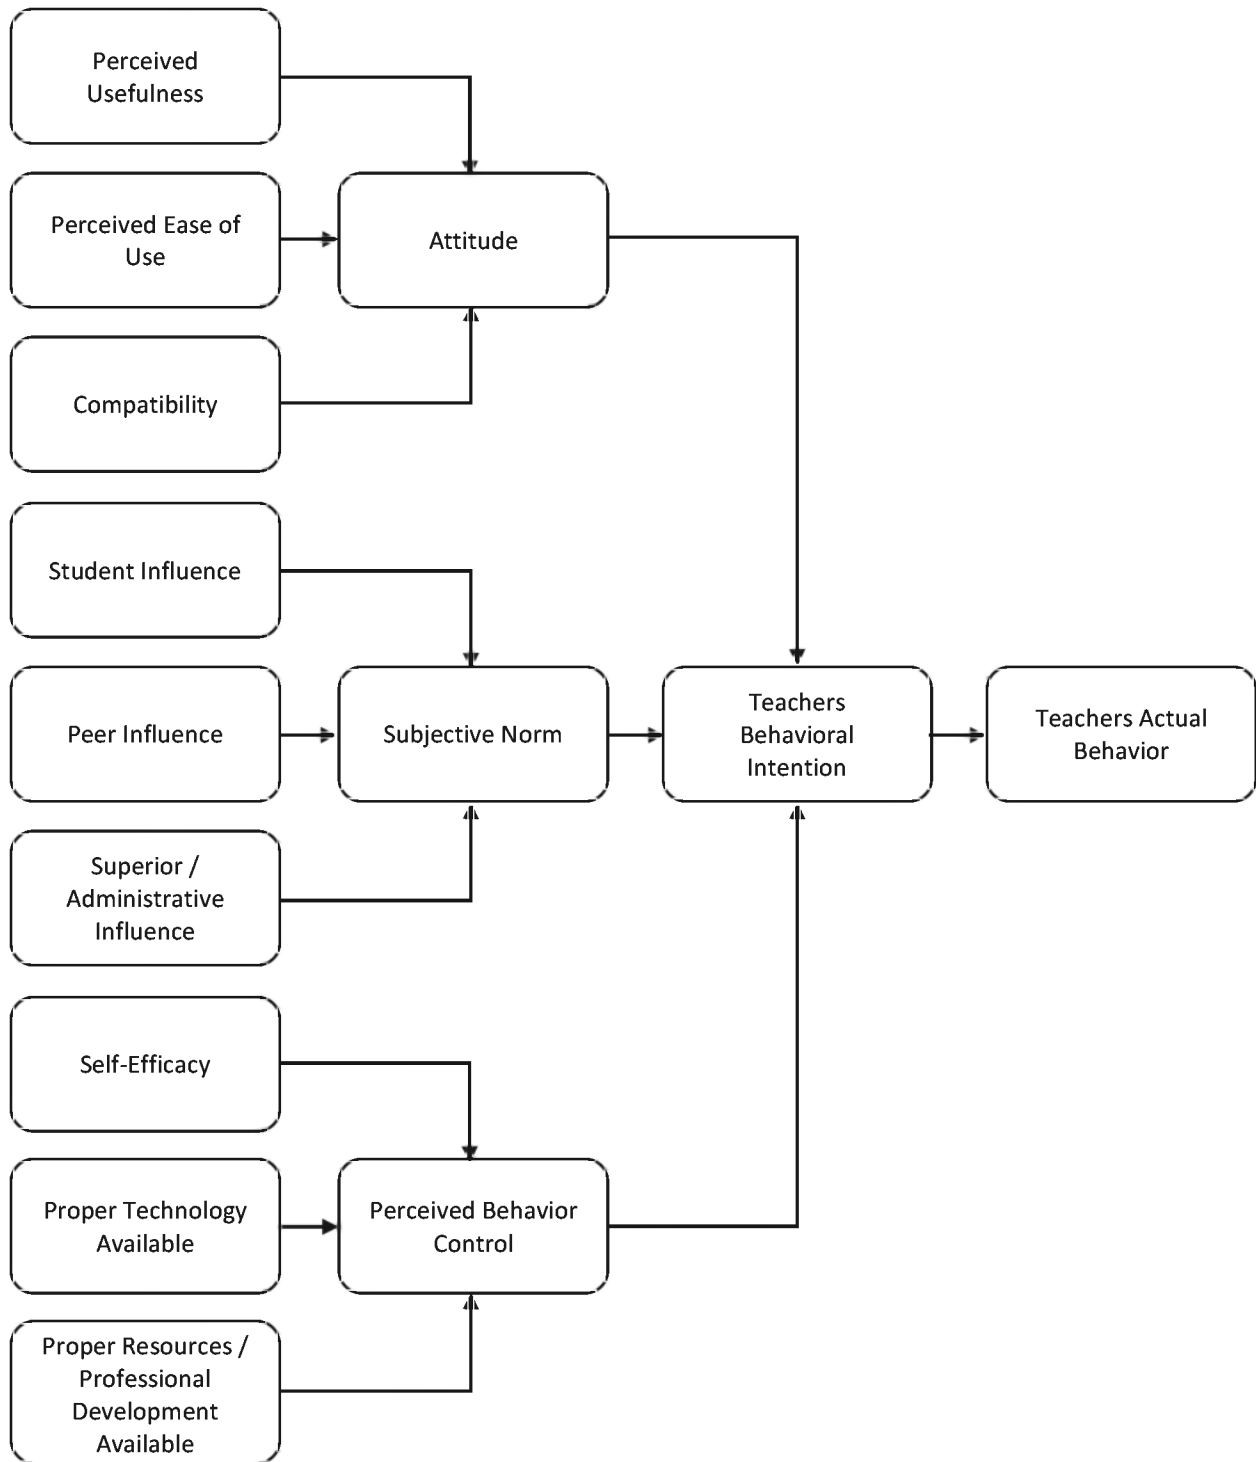 Perceived
Usefulness
Perceived Ease of
Use
Attitude
Compatibility
Student Influence
Peer Influence
Subjective Norm
Teachers
Behavioral
Intention
Teachers Actual
Behavior
Superior /
Administrative
Influence
Self-Efficacy
Proper Technology
Available
Perceived Behavior
Control
Proper Resources /
Professional
Development
Available